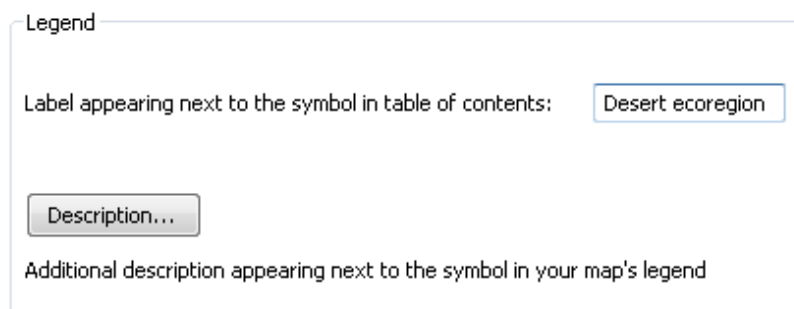 Legend
Label appearing next to the symbol in table of contents: Desert ecoregion
Description...
Additional description appearing next to the symbol in your map's legend